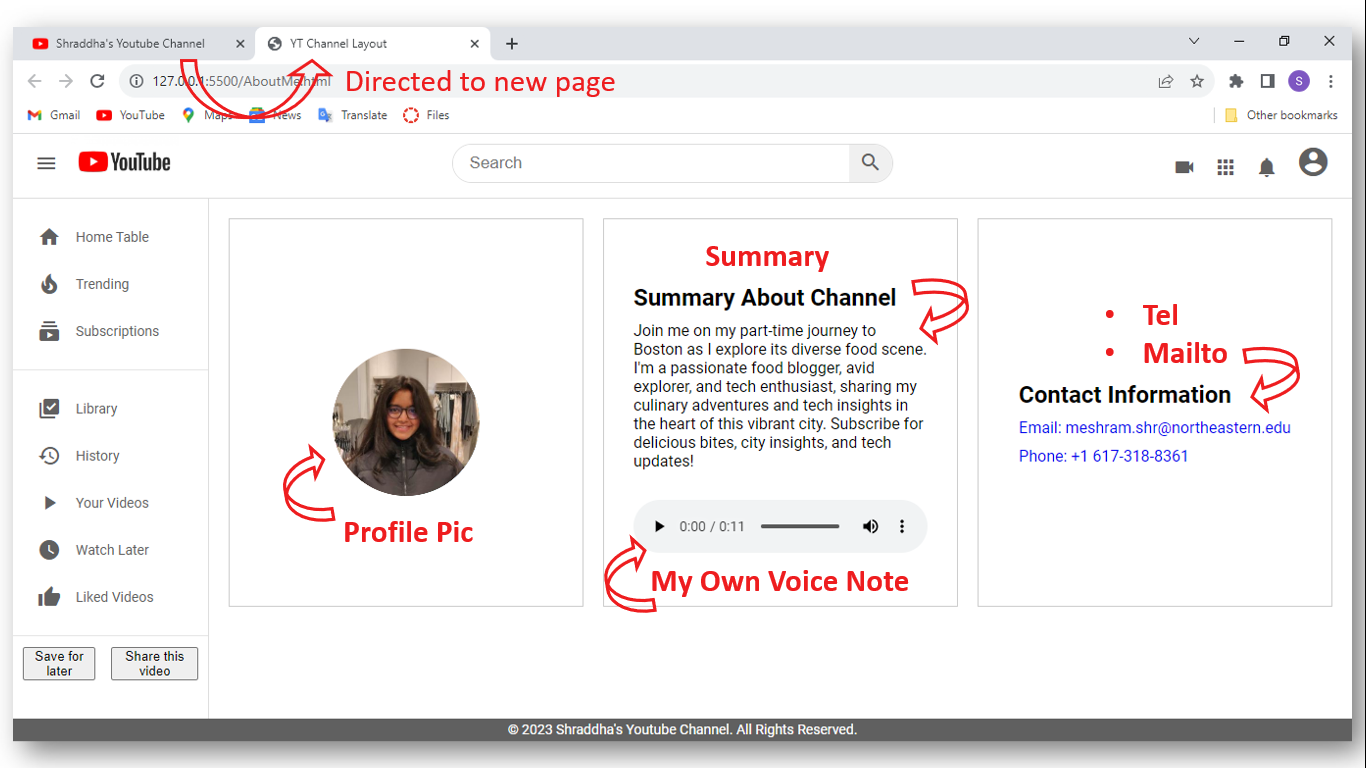 Shraddha's Youtube Channel
YT Channel Layout
127.0.0.1:5500/AboutMe.html
Directed to new page
S
Gmail
YouTube
Maps
News
Translate
Files
Other bookmarks
YouTube
Search
Home Table
Trending
Subscriptions
Library
History
Your Videos
Watch Later
Liked Videos
Save for
later
Share this
video
Profile Pic
Summary
Summary About Channel
Join me on my part-time journey to
Boston as I explore its diverse food scene.
I'm a passionate food blogger, avid
explorer, and tech enthusiast, sharing my
culinary adventures and tech insights in
the heart of this vibrant city. Subscribe for
delicious bites, city insights, and tech
updates!
0:00 / 0:11
My Own Voice Note
• Tel
• Mailto
Contact Information
Email: meshram.shr@northeastern.edu
Phone: +1 617-318-8361
© 2023 Shraddha's Youtube Channel. All Rights Reserved.